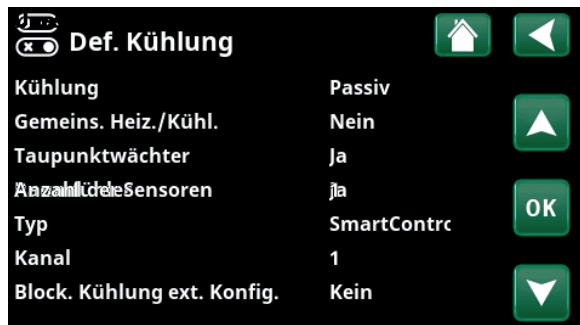 Def. Kühlung
Kühlung Passiv
Gemeins. Heiz./Kühl. Nein
Taupunktwächter Ja
Sensoren
Typ SmartContrc
Kanal 1
Block. Kühlung ext. Konfig. Kein
OK